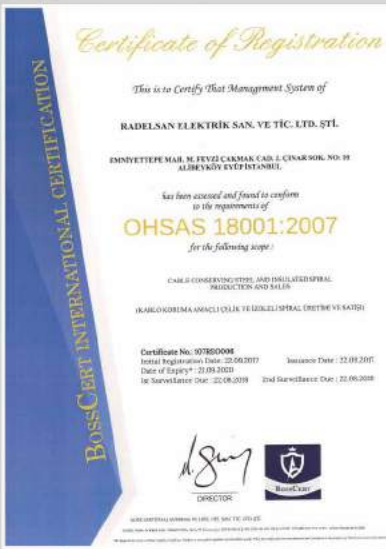 Certificate of Registration
This is to Certify That Management System of
RADELSAN ELEKTRİK SAN. VE TİC. LTD. ŞTİ.
EMNİYETTEPE MAH. M. FEVZİ ÇAKMAK CAD. 1. ÇINAR SOK. NO: 10
ALİBEYKÖY EYÜP İSTANBUL
has been assessed and found to conform
to the requirements of
OHSAS 18001:2007
for the following scope :
CABLE CONSERVING STEEL AND INSULATED SPIRAL
PRODUCTION AND SALES
(KABLO KORUMA AMAÇLI ÇELİK VE İZOLELİ SPİRAL ÜRETİMİ VE SATIŞI)
Certificate No.:
Initial Registration Date: 22.09.2017 Issuance Date : 22.09.2017
Date of Expiry* : 21.09.2020
1st Surveillance Due : 22.09.2018 2nd Surveillance Due : 22.09.2019
DIRECTOR
BossCert
BossCert International Certification